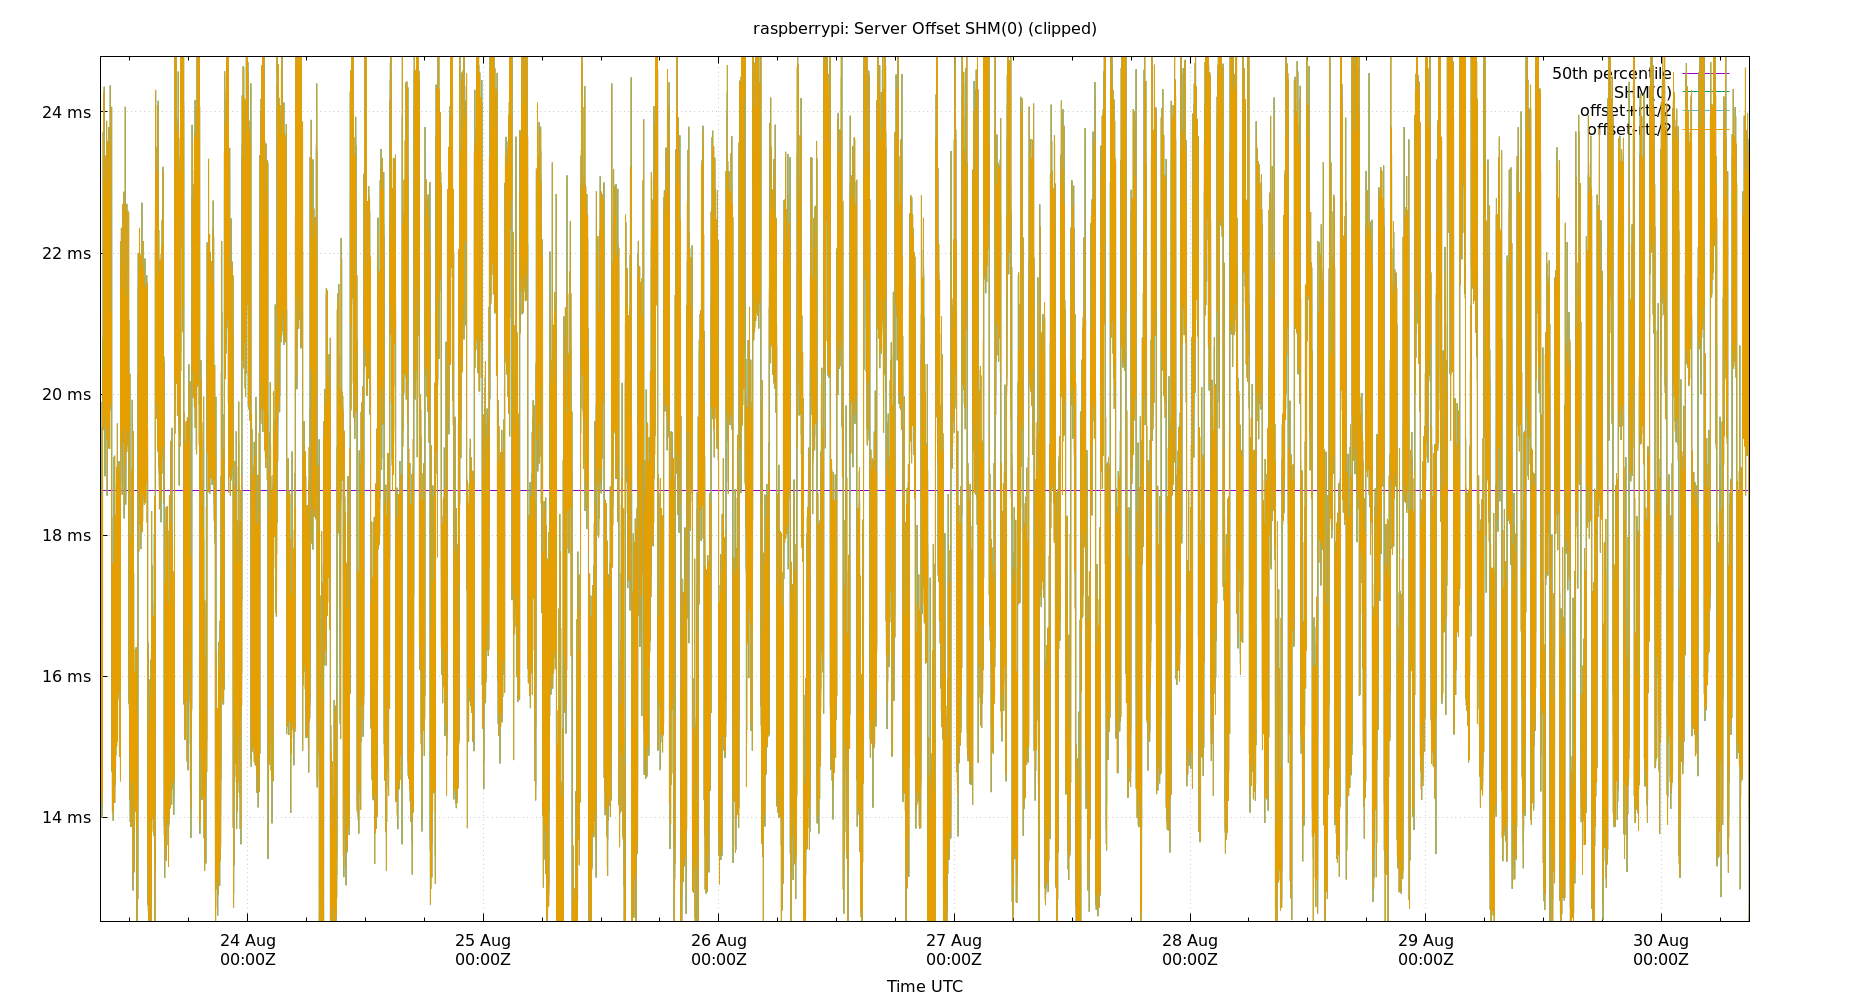 raspberrypi: Server Offset SHM(0) (clipped)
50th percentile
SHM(0)
offset+rtt/2
offset-rtt/2
24 ms
22 ms
20 ms
18 ms
16 ms
14 ms
24 Aug
00:00Z
25 Aug
00:00Z
26 Aug
00:00Z
27 Aug
00:00Z
28 Aug
00:00Z
29 Aug
00:00Z
30 Aug
00:00Z
Time UTC